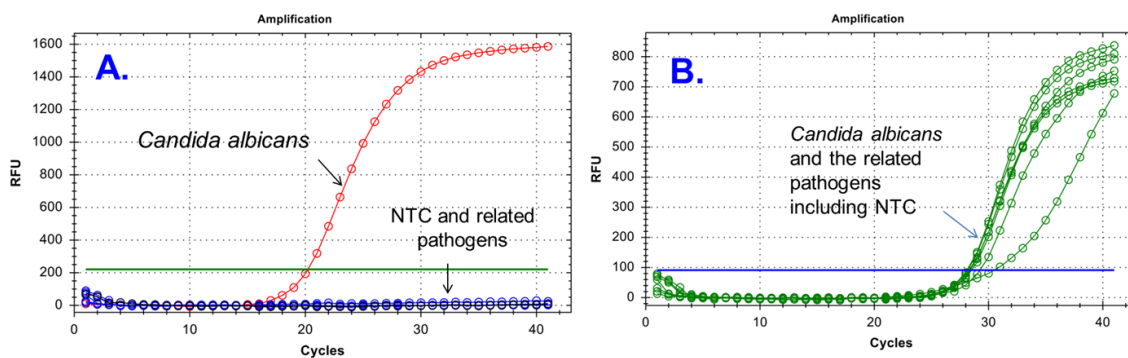 Amplification
A.
1600
1400
1200
1000
800
600
400
200
0
RFU
Candida albicans
NTC and related
pathogens
0
10
20
30
40
Cycles
Amplification
B.
800
700
600
500
400
300
200
100
0
RFU
Candida albicans
and the related
pathogens
including NTC
0
10
20
30
40
Cycles